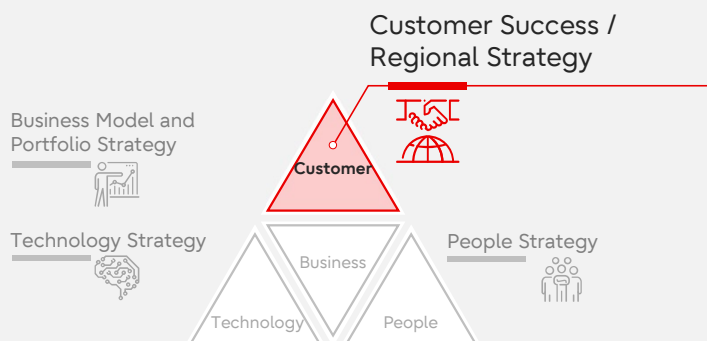 Customer Success /
Regional Strategy
Business Model and
Portfolio Strategy
Customer
Technology Strategy
People Strategy
Business
Technology
People